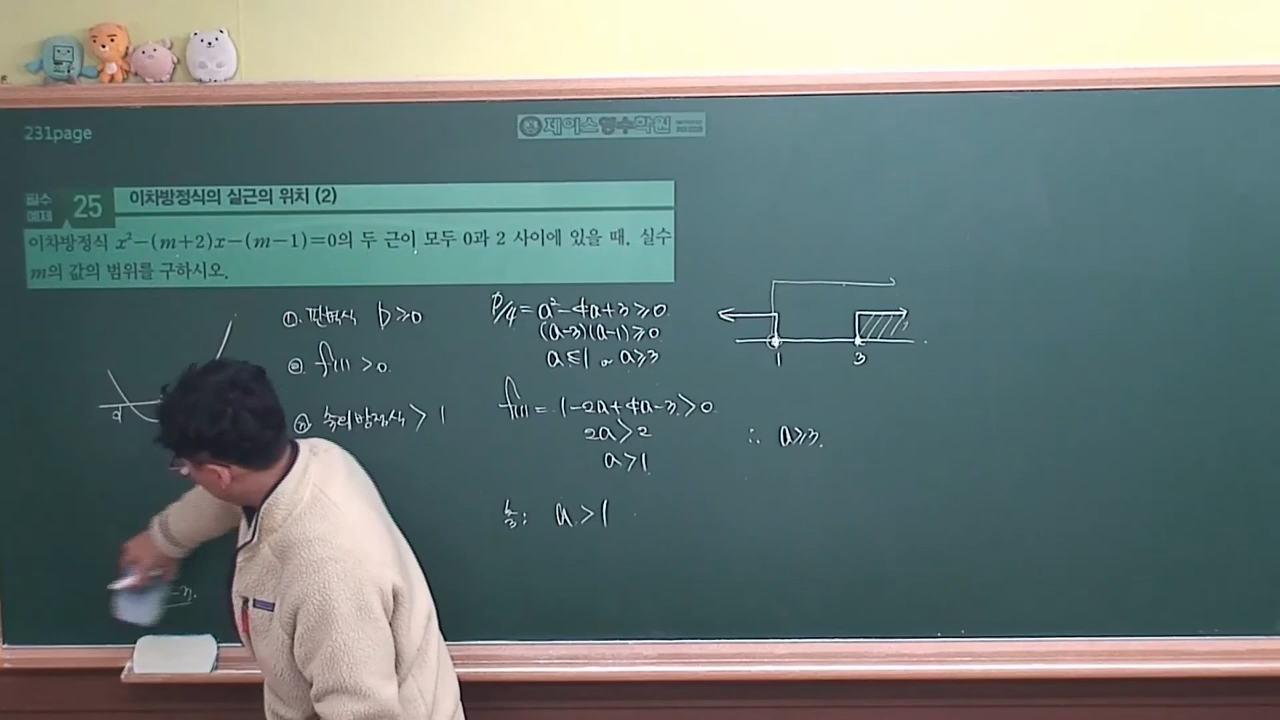 231page
제이스영수학원
필수 예제 25 이차방정식의 실근의 위치 (2)
이차방정식 x²-(m+2)x-(m-1)=0의 두 근이 모두 0과 2 사이에 있을 때, 실수
m의 값의 범위를 구하시오.
①. 판별식 D≥0
② f(1)>0
③ 축의방정식 > 1
D/4=a²-4a+3≥0
(a-3)(a-1)≥0
a≤1 or a≥3
f(1)=1-2a+4a-3>0
2a>2
a>1
축: a>1
1 3
∴ a≥3.